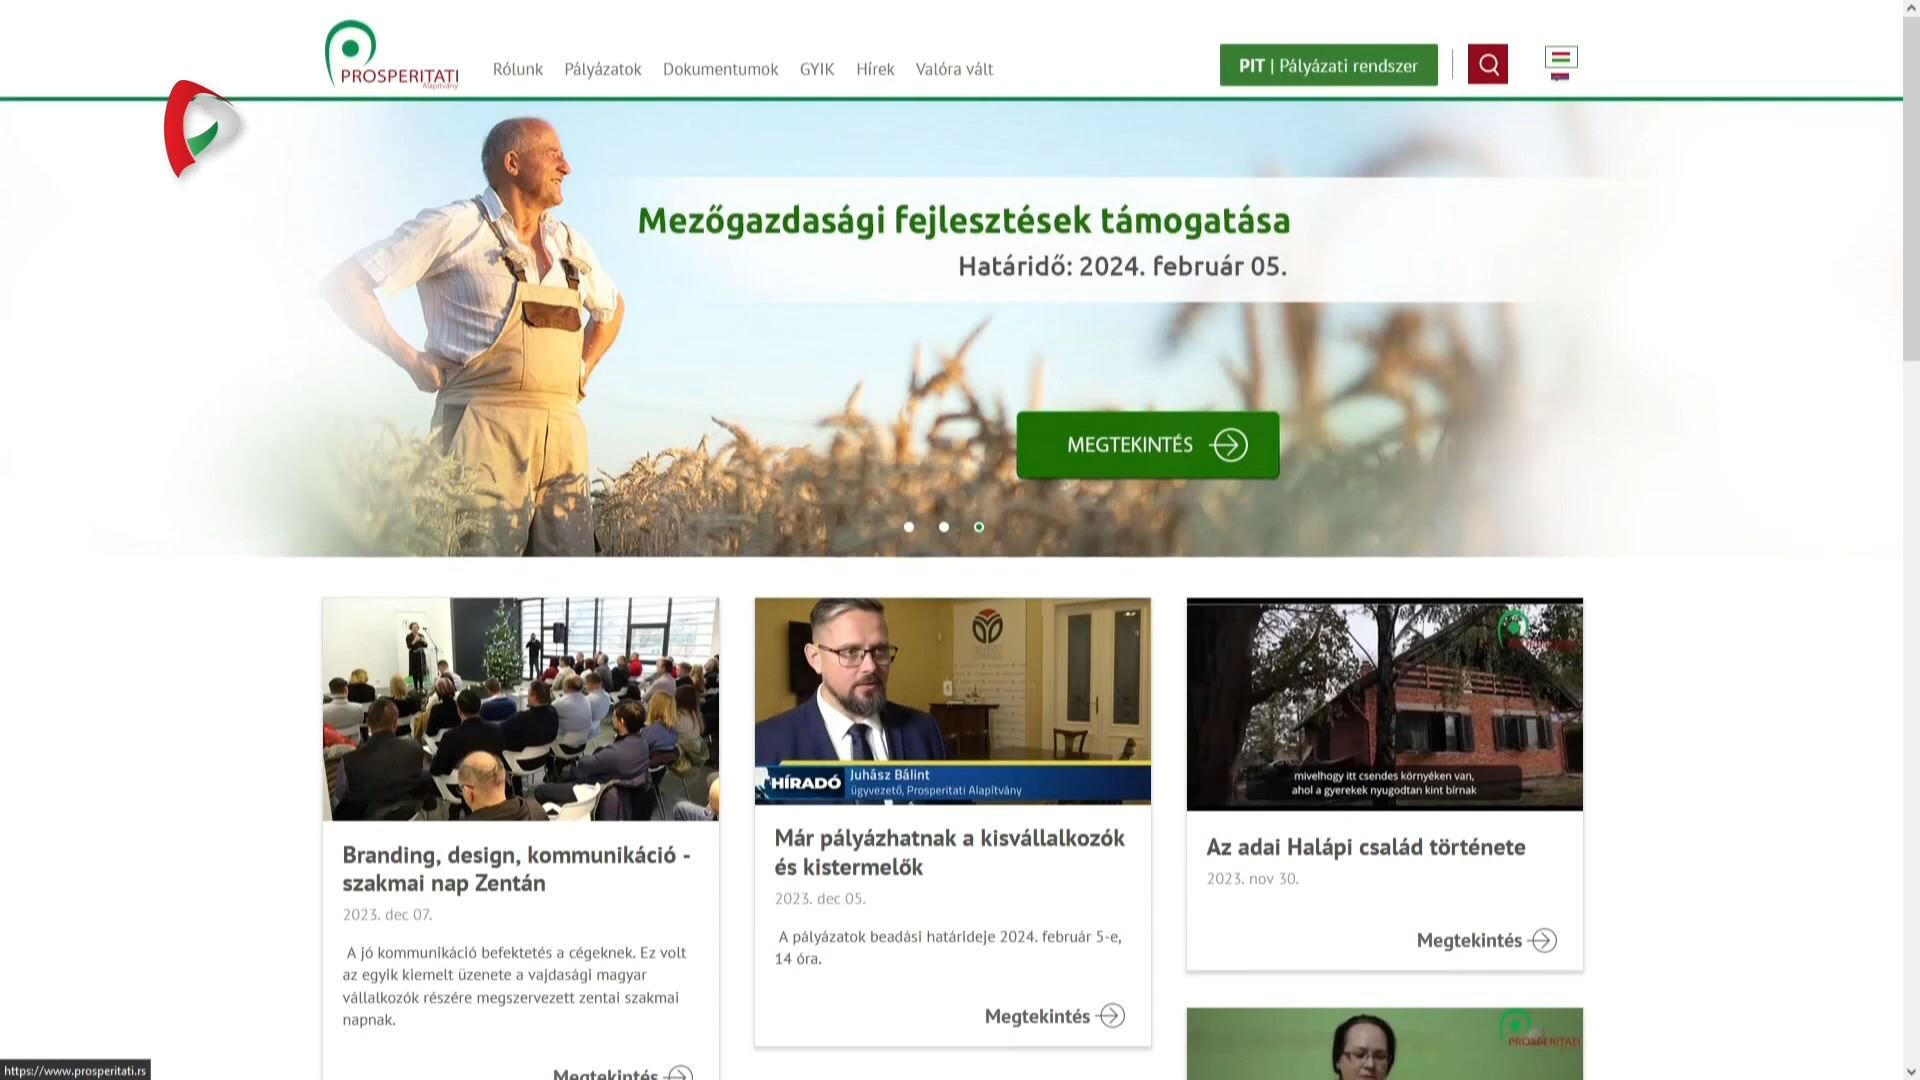 PROSPERITATI
Alapítvány
Rólunk
Pályázatok
Dokumentumok
GYIK
Hírek
Valóra vált
PIT | Pályázati rendszer
Mezőgazdasági fejlesztések támogatása
Határidő: 2024. február 05.
MEGTEKINTÉS
Branding, design, kommunikáció -
szakmai nap Zentán
2023. dec 07.
A jó kommunikáció befektetés a cégeknek. Ez volt
az egyik kiemelt üzenete a vajdasági magyar
vállalkozók részére megszervezett zentai szakmai
napnak.
Megtekintés
HÍRADÓ
Juhász Bálint
ügyvezető, Prosperitati Alapítvány
Már pályázhatnak a kisvállalkozók
és kistermelők
2023. dec 05.
A pályázatok beadási határideje 2024. február 5-e,
14 óra.
Megtekintés
mivelhogy itt csendes környéken van,
ahol a gyerekek nyugodtan kint bírnak
Az adai Halápi család története
2023. nov 30.
Megtekintés
PROSPERITATI
https://www.prosperitati.rs